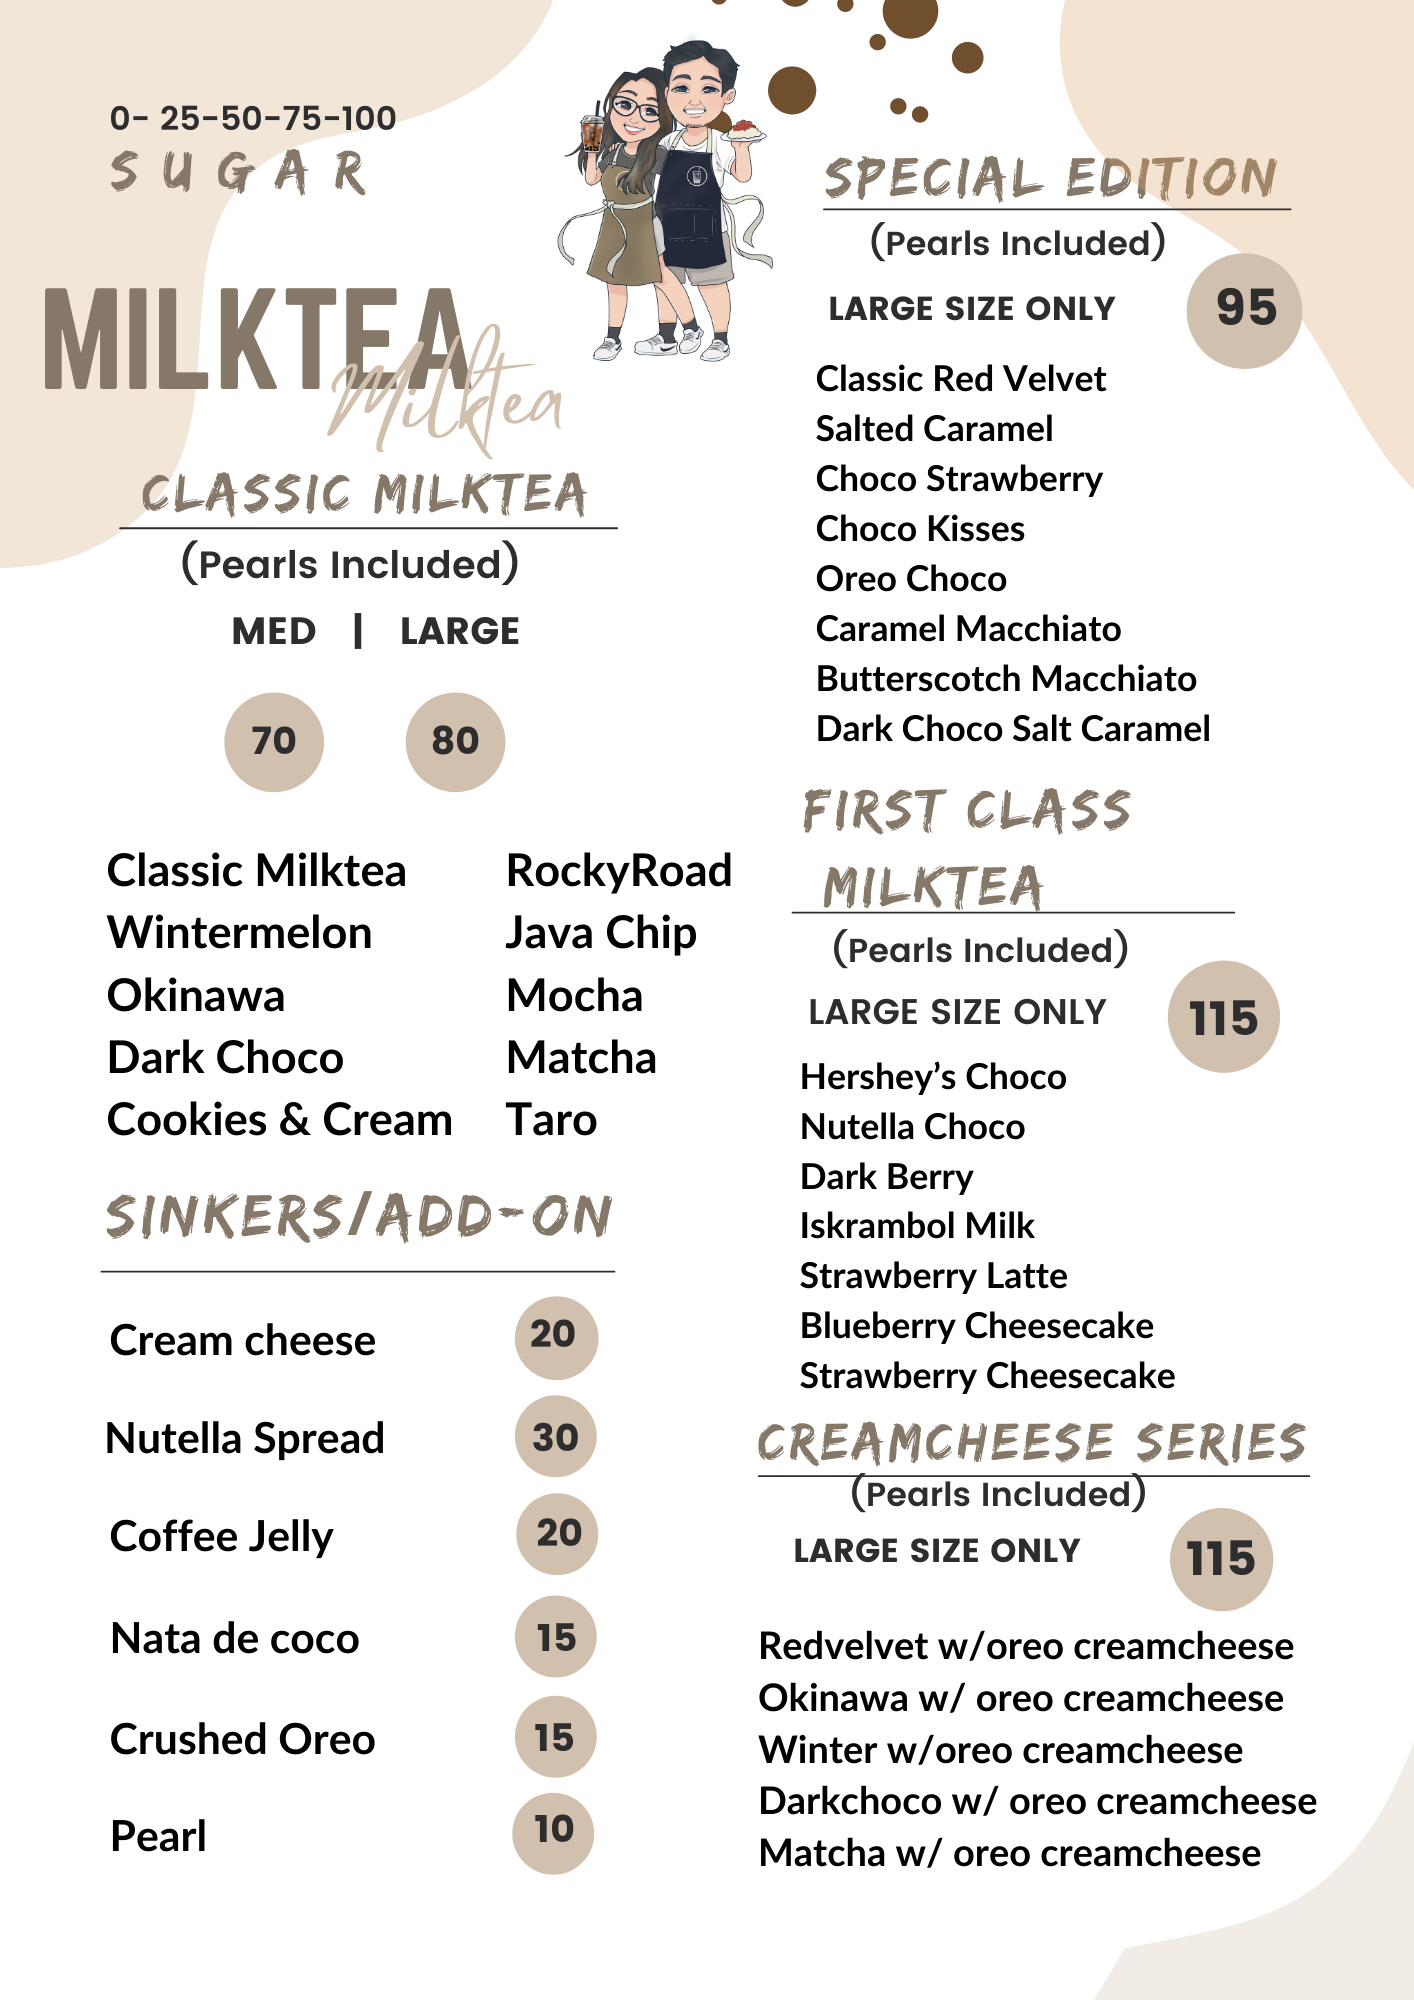 0- 25-50-75-100
SUGAR
MILKTEA
Milktea
CLASSIC MILKTEA
(Pearls Included)
MED | LARGE
70 80
Classic Milktea
Wintermelon
Okinawa
Dark Choco
Cookies & Cream
RockyRoad
Java Chip
Mocha
Matcha
Taro
SINKERS/ADD-ON
Cream cheese 20
Nutella Spread 30
Coffee Jelly 20
Nata de coco 15
Crushed Oreo 15
Pearl 10
SPECIAL EDITION
(Pearls Included)
LARGE SIZE ONLY 95
Classic Red Velvet
Salted Caramel
Choco Strawberry
Choco Kisses
Oreo Choco
Caramel Macchiato
Butterscotch Macchiato
Dark Choco Salt Caramel
FIRST CLASS
MILKTEA
(Pearls Included)
LARGE SIZE ONLY 115
Hershey’s Choco
Nutella Choco
Dark Berry
Iskrambol Milk
Strawberry Latte
Blueberry Cheesecake
Strawberry Cheesecake
CREAMCHEESE SERIES
(Pearls Included)
LARGE SIZE ONLY 115
Redvelvet w/oreo creamcheese
Okinawa w/ oreo creamcheese
Winter w/oreo creamcheese
Darkchoco w/ oreo creamcheese
Matcha w/ oreo creamcheese